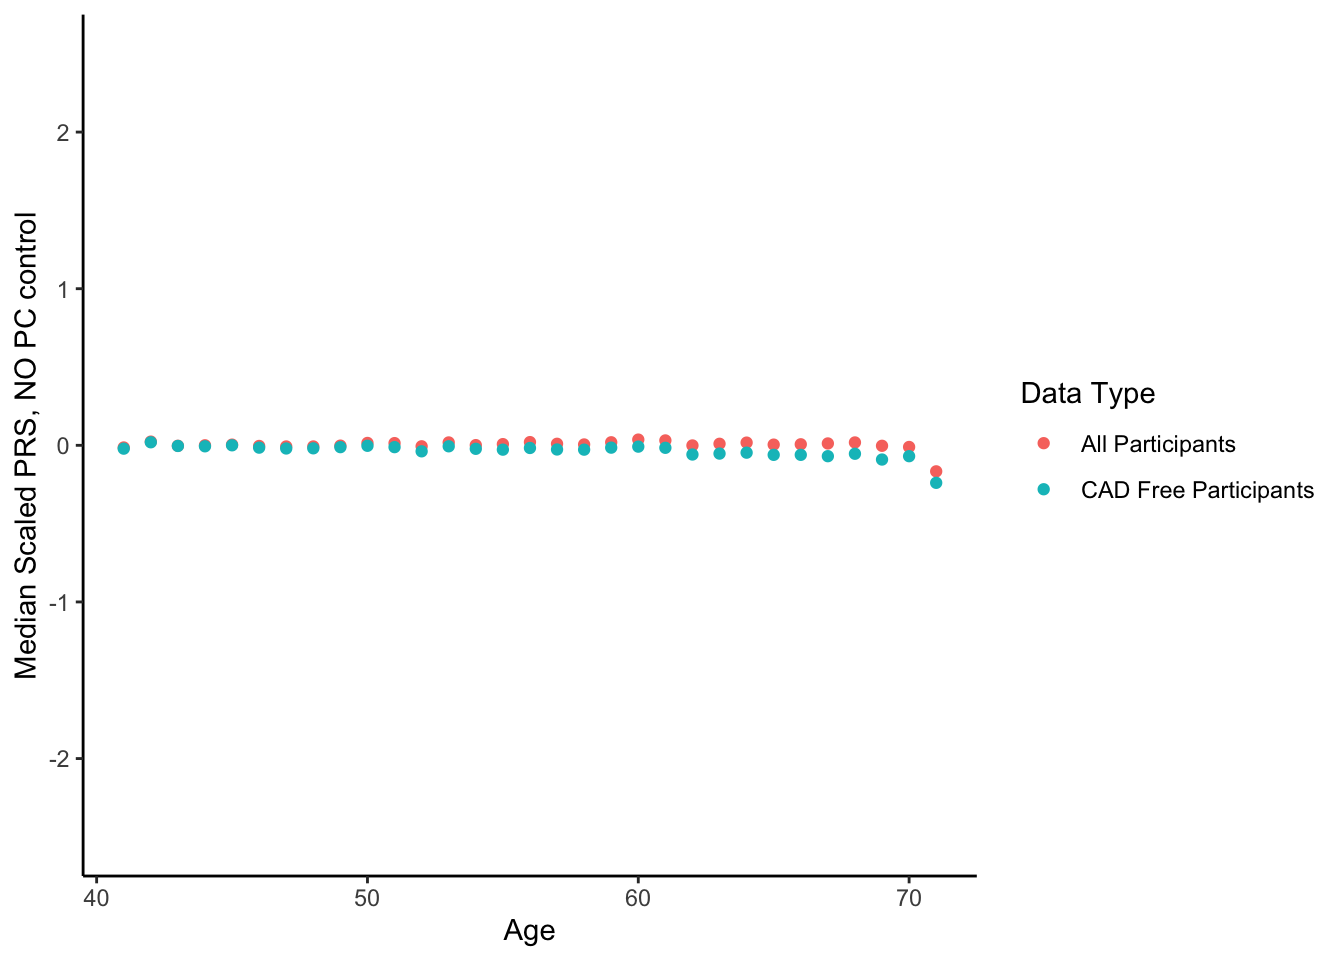 Median Scaled PRS, NO PC control
2
1
0
-1
-2
40
50
60
70
Age
Data Type
All Participants
CAD Free Participants